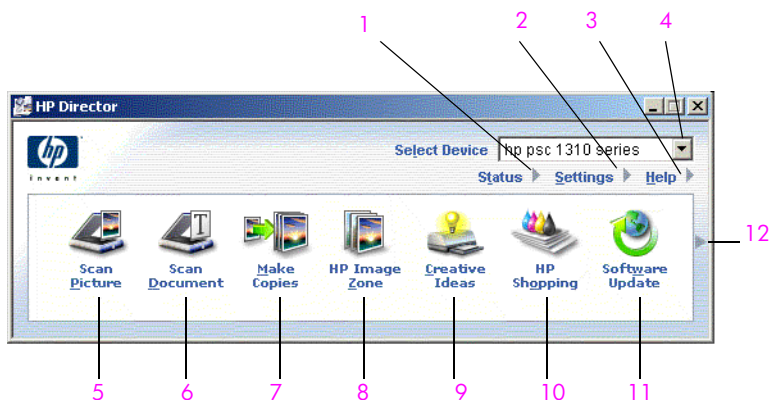 1 2 3 4
HP Director
hp
invent
Select Device hp psc 1310 series
Status Settings Help
12
Scan Picture
Scan Document
Make Copies
HP Image Zone
Creative Ideas
HP Shopping
Software Update
5 6 7 8 9 10 11